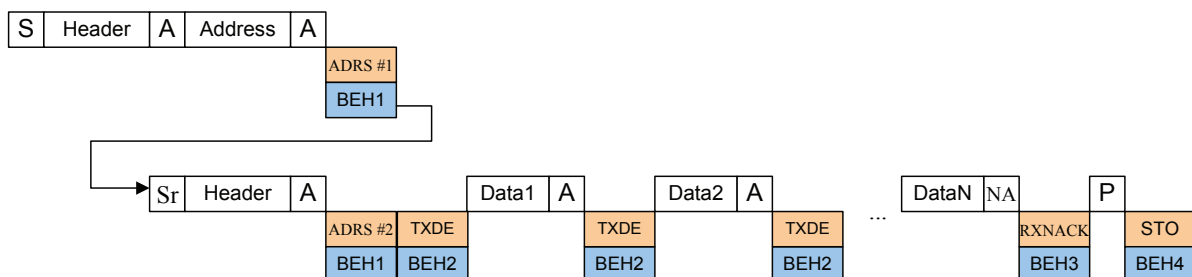 S Header A Address A
ADRS #1
BEH1
Sr Header A Data1 A Data2 A DataN NA P
ADRS #2 TXDE TXDE TXDE ... RXNACK STO
BEH1 BEH2 BEH2 BEH2 BEH3 BEH4